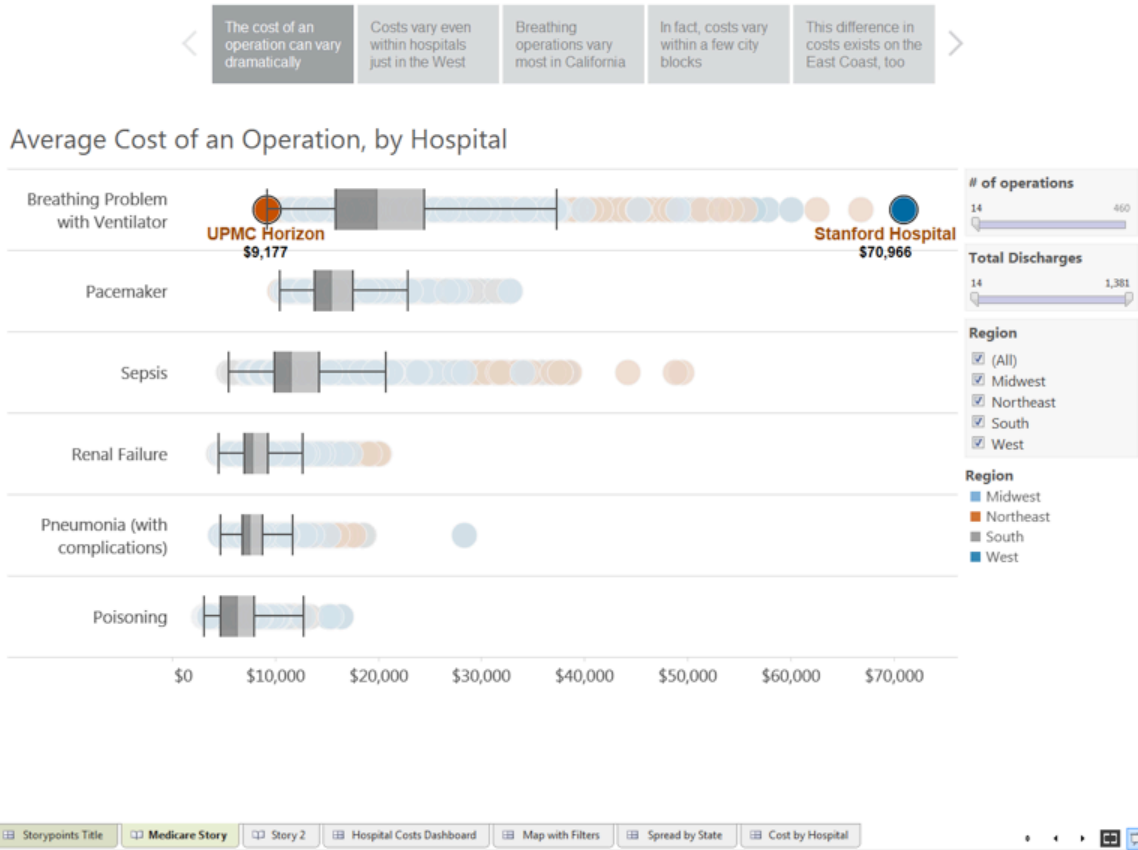 The cost of an
operation can vary
dramatically
Costs vary even
within hospitals
just in the West
Breathing
operations vary
most in California
In fact, costs vary
within a few city
blocks
This difference in
costs exists on the
East Coast, too
Average Cost of an Operation, by Hospital
Breathing Problem
with Ventilator
UPMC Horizon
$9,177
Stanford Hospital
$70,966
Pacemaker
Sepsis
Renal Failure
Pneumonia (with
complications)
Poisoning
$0 $10,000 $20,000 $30,000 $40,000 $50,000 $60,000 $70,000
# of operations
14 460
Total Discharges
14 1,381
Region
(All)
Midwest
Northeast
South
West
Region
Midwest
Northeast
South
West
Storypoints Title Medicare Story Story 2 Hospital Costs Dashboard Map with Filters Spread by State Cost by Hospital